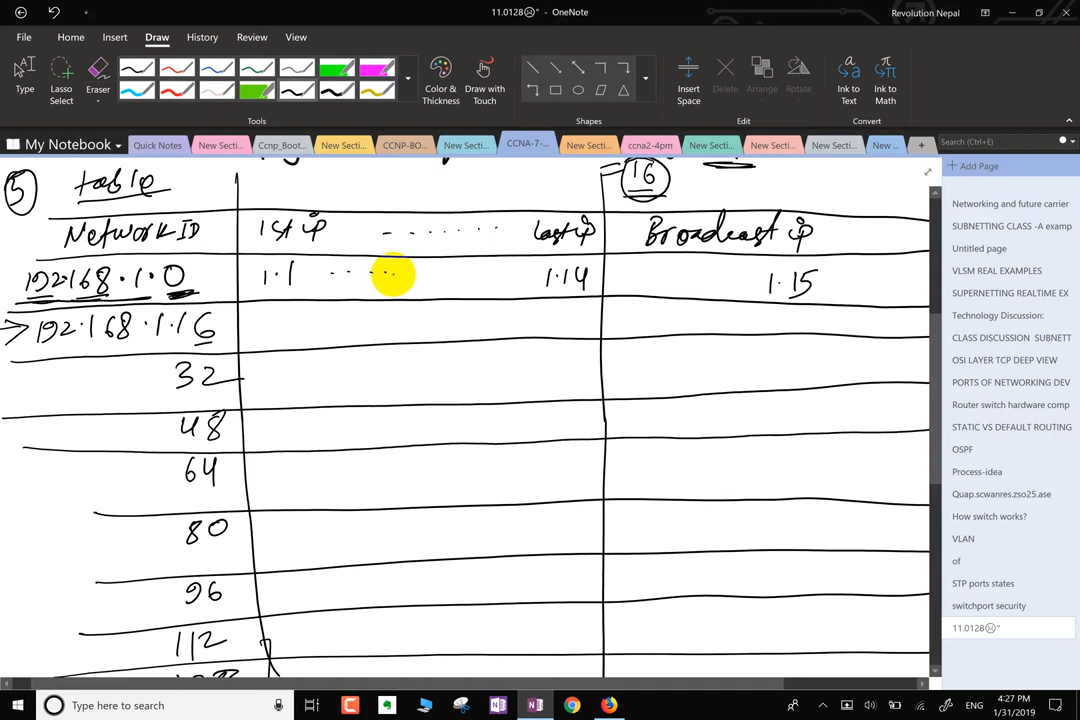 11.0128☹" - OneNote
Revolution Nepal
File Home Insert Draw History Review View
Type
Lasso Select
Eraser
Color & Thickness
Draw with Touch
Insert Space
Delete
Arrange
Rotate
Ink to Text
Ink to Math
Tools
Shapes
Edit
Convert
My Notebook
Quick Notes
New Secti...
Ccnp_Boot...
New Secti...
CCNP-BO...
New Secti...
CCNA-7-...
New Secti...
ccna2-4pm
New Secti...
New Secti...
New Secti...
New ...
Search (Ctrl+E)
Add Page
Networking and future carrier
SUBNETTING CLASS -A examp
Untitled page
VLSM REAL EXAMPLES
SUPERNETTING REALTIME EX
Technology Discussion:
CLASS DISCUSSION SUBNETT
OSI LAYER TCP DEEP VIEW
PORTS OF NETWORKING DEV
Router switch hardware comp
STATIC VS DEFAULT ROUTING
OSPF
Process-idea
Quap.scwanres.zso25.ase
How switch works?
VLAN
of
STP ports states
switchport security
11.0128☹"
5 table
16
Network ID 1st ip ....... last ip Broadcast ip
192.168.1.0 1.1 ..... 1.14 1.15
→192.168.1.16
32
48
64
80
96
112
Type here to search
ENG
4:27 PM
1/31/2019